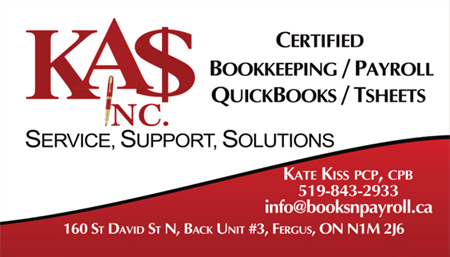 KA$
INC.
SERVICE, SUPPORT, SOLUTIONS
CERTIFIED
BOOKKEEPING / PAYROLL
QUICKBOOKS / TSHEETS
KATE KISS PCP, CPB
519-843-2933
info@booksnpayroll.ca
160 ST DAVID ST N, BACK UNIT #3, FERGUS, ON N1M 2J6